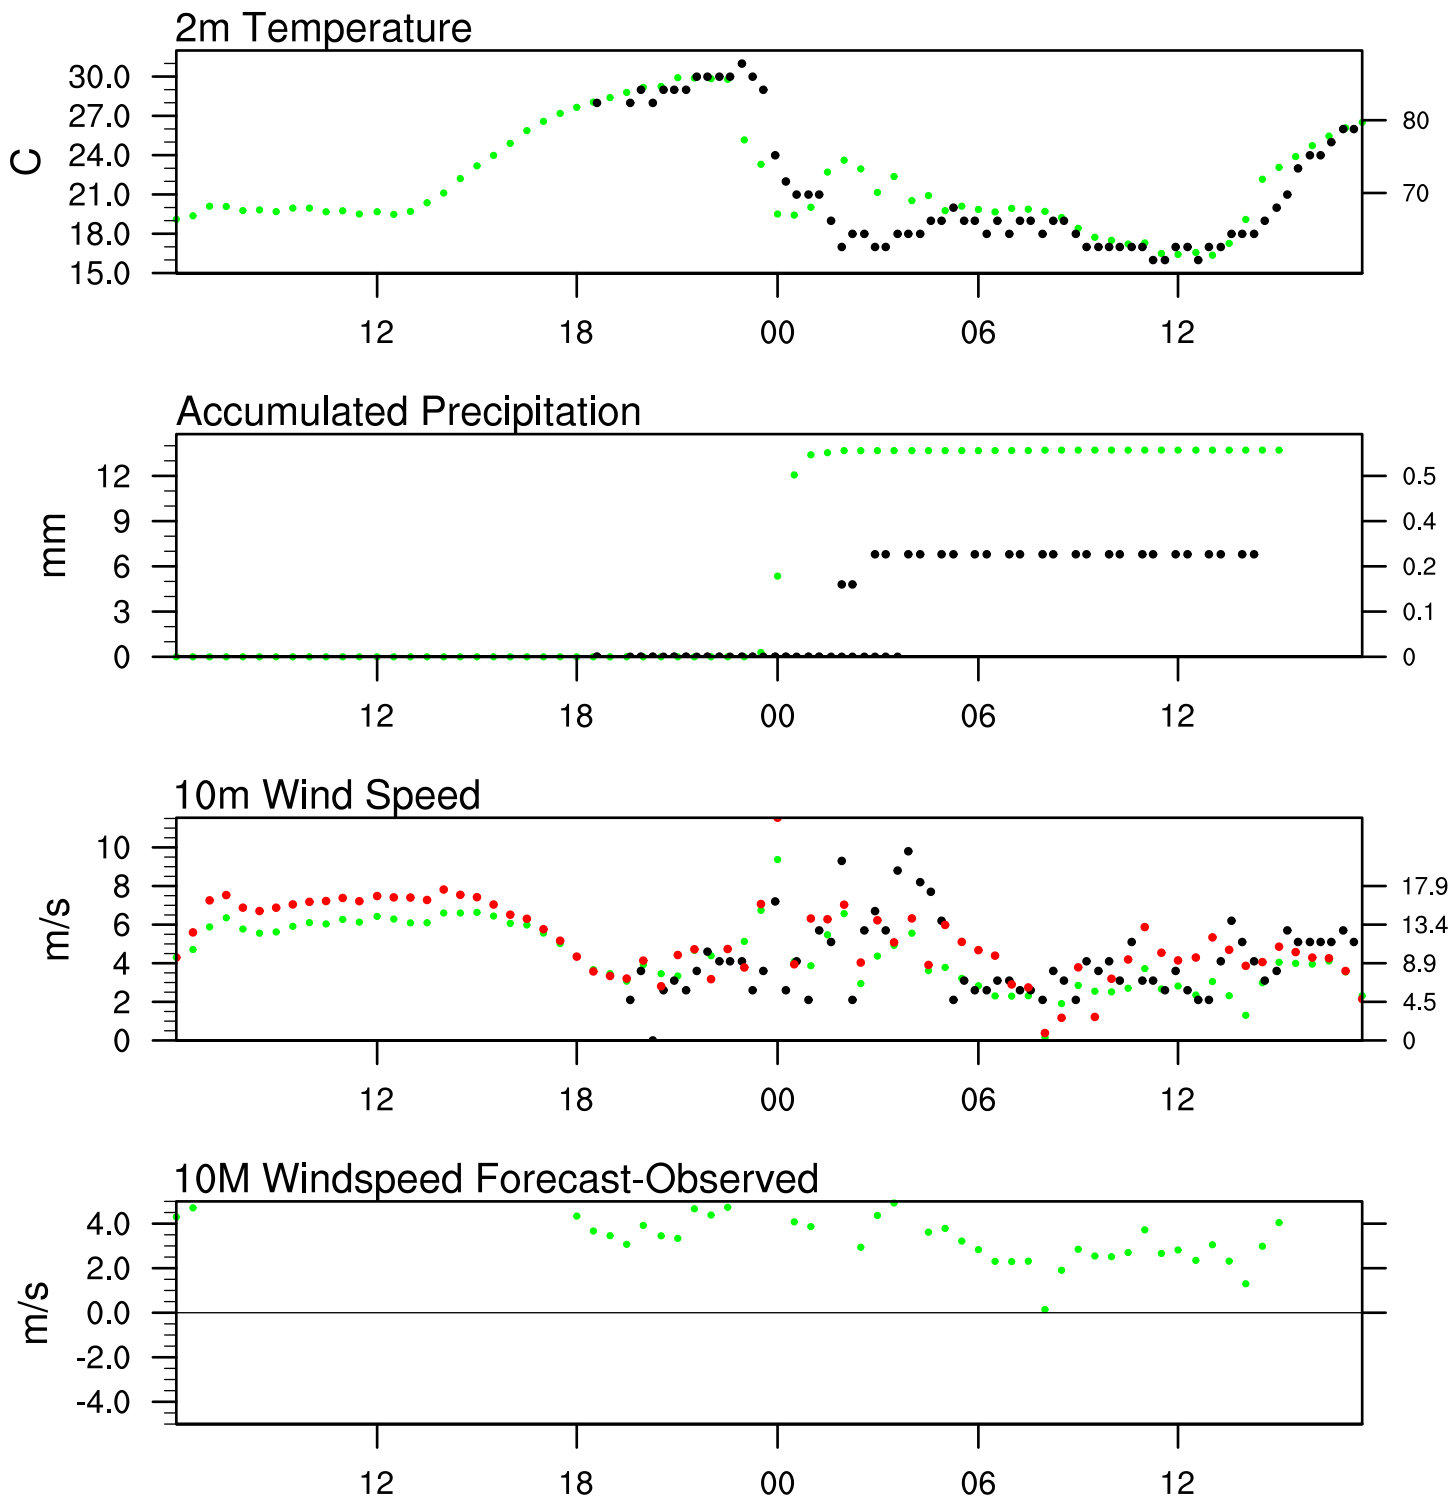 2m Temperature
30.0
27.0
24.0
21.0
18.0
15.0
C
80
70
12 18 00 06 12
Accumulated Precipitation
12
9
6
3
0
mm
0.5
0.4
0.2
0.1
0
12 18 00 06 12
10m Wind Speed
10
8
6
4
2
0
m/s
17.9
13.4
8.9
4.5
0
12 18 00 06 12
10M Windspeed Forecast-Observed
4.0
2.0
0.0
-2.0
-4.0
m/s
12 18 00 06 12